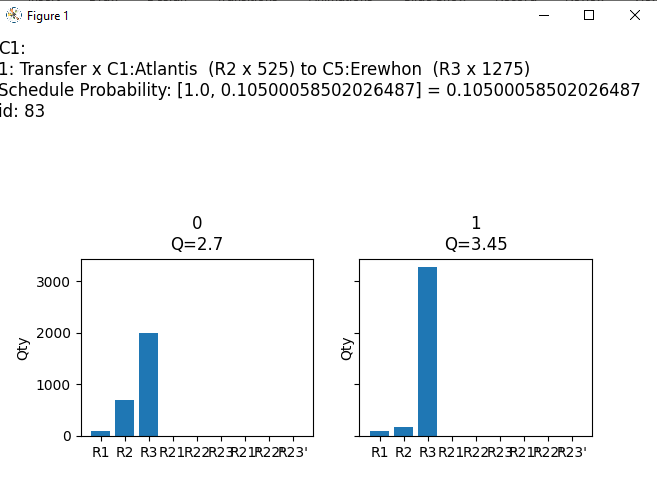 Figure 1
C1:
1: Transfer x C1:Atlantis  (R2 x 525) to C5:Erewhon  (R3 x 1275)
Schedule Probability: [1.0, 0.10500058502026487] = 0.10500058502026487
id: 83
0
Q=2.7
3000
2000
1000
0
Qty
R1 R2 R3 R21 R22 R23 R21' R22' R23'
1
Q=3.45
Qty
R1 R2 R3 R21 R22 R23 R21' R22' R23'